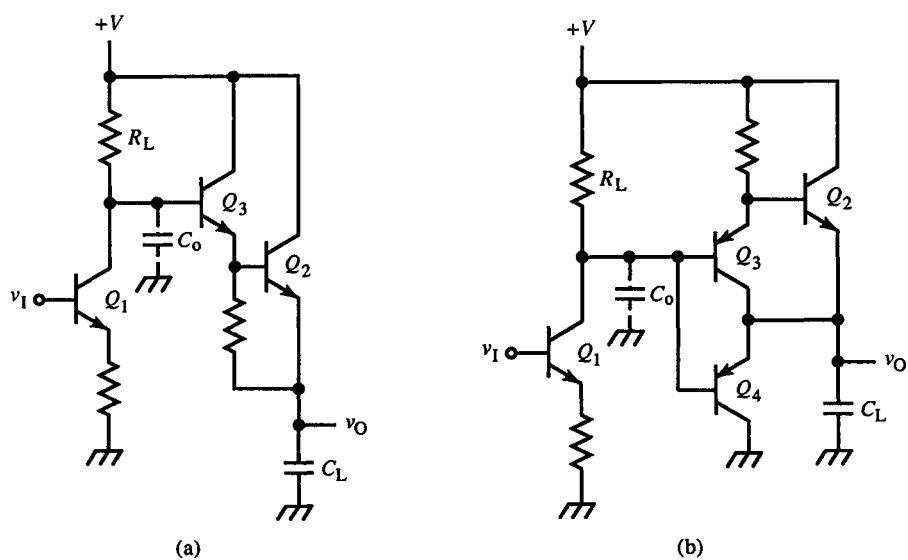 +V
R_L
Q_3
C_o
Q_2
v_I
Q_1
v_O
C_L
(a)
+V
R_L
Q_2
Q_3
C_o
v_I
Q_1
v_O
Q_4
C_L
(b)